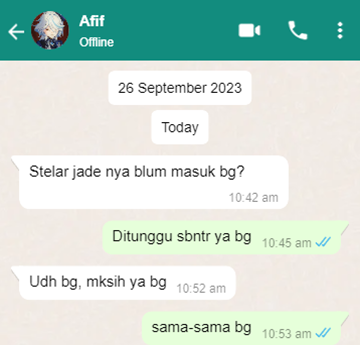 Afif
Offline
26 September 2023
Today
Stelar jade nya blum masuk bg?
10:42 am
Ditunggu sbntr ya bg 10:45 am
Udh bg, mksih ya bg 10:52 am
sama-sama bg 10:53 am